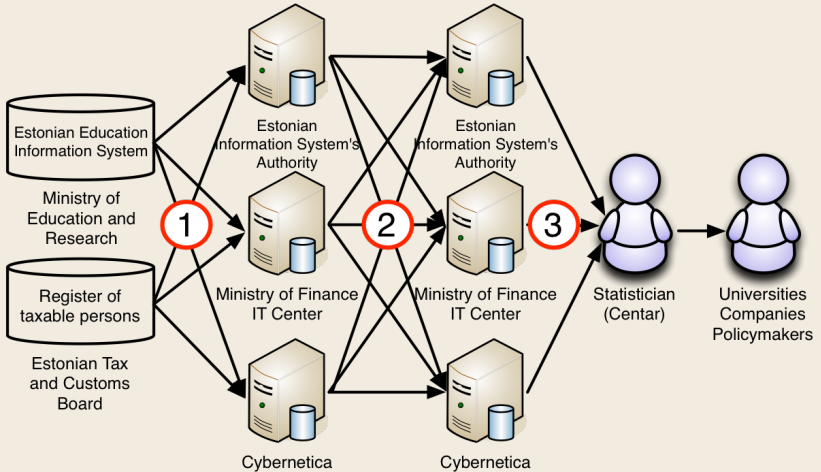 Estonian Education
Information System
Ministry of
Education and
Research
Register of
taxable persons
Estonian Tax
and Customs
Board
1
Estonian
Information System's
Authority
Ministry of Finance
IT Center
Cybernetica
2
Estonian
Information System's
Authority
Ministry of Finance
IT Center
Cybernetica
3
Statistician
(Centar)
Universities
Companies
Policymakers